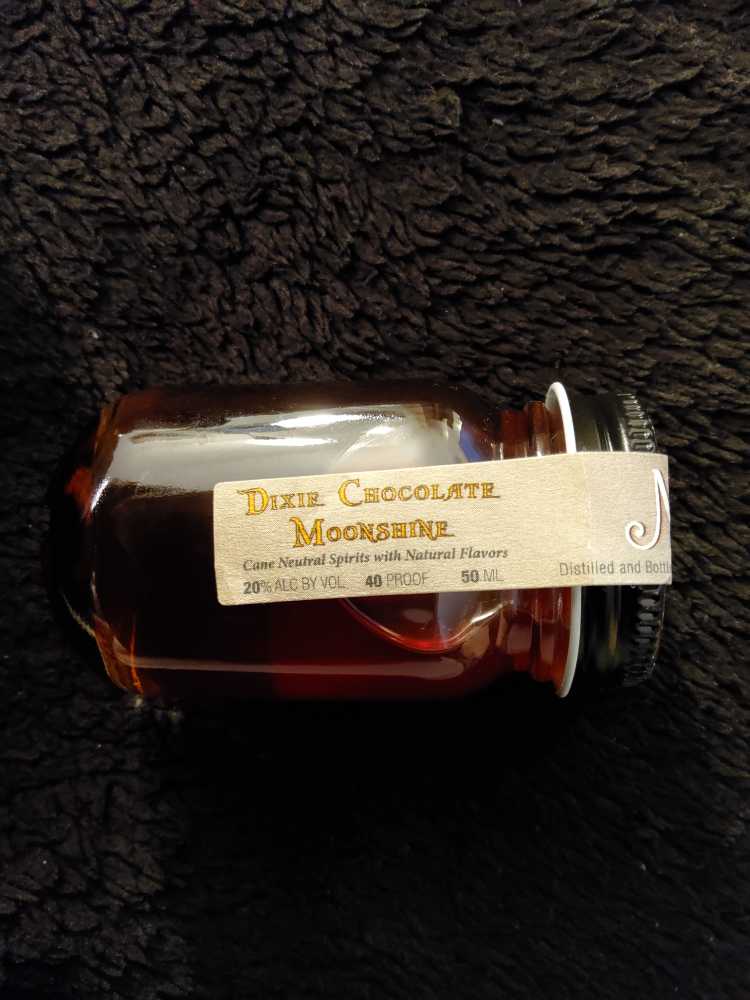 Dixie Chocolate
Moonshine
Cane Neutral Spirits with Natural Flavors
20% ALC BY VOL 40 PROOF 50 ML
Distilled and